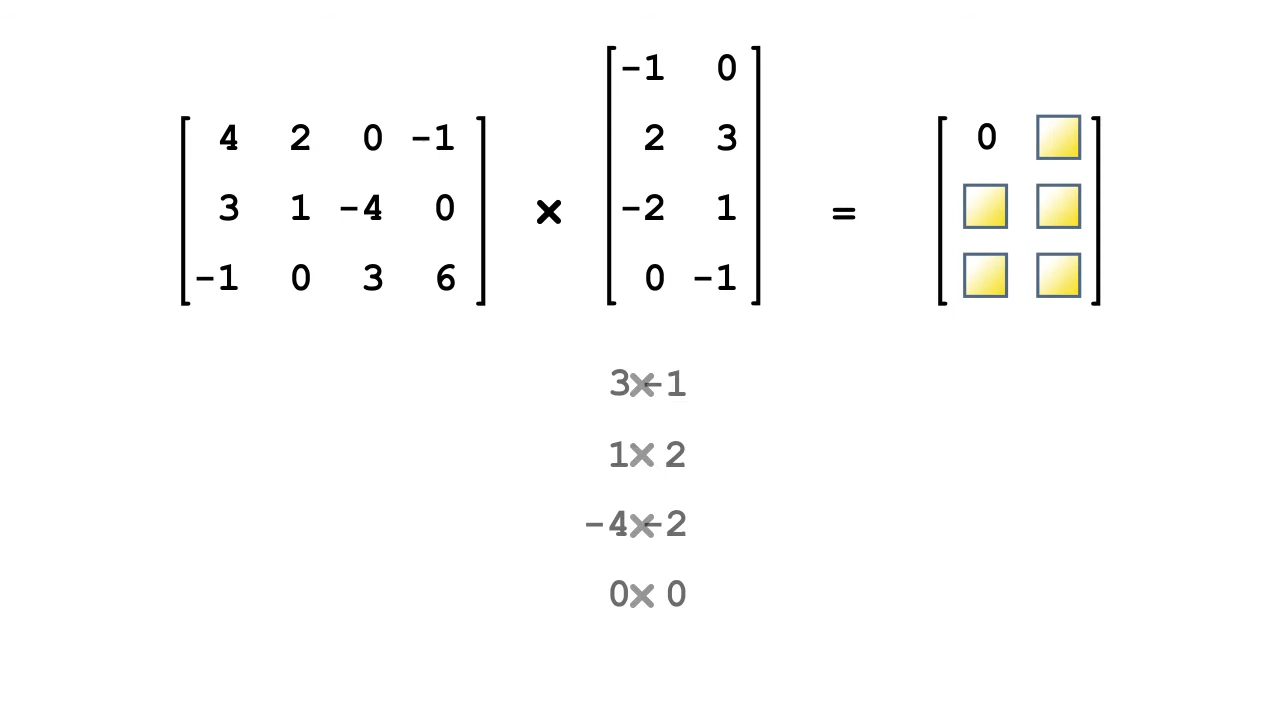 -1 0
4 2 0 -1 2 3 0
3 1 -4 0 × -2 1 =
-1 0 3 6 0 -1
3×-1
1× 2
-4×-2
0× 0